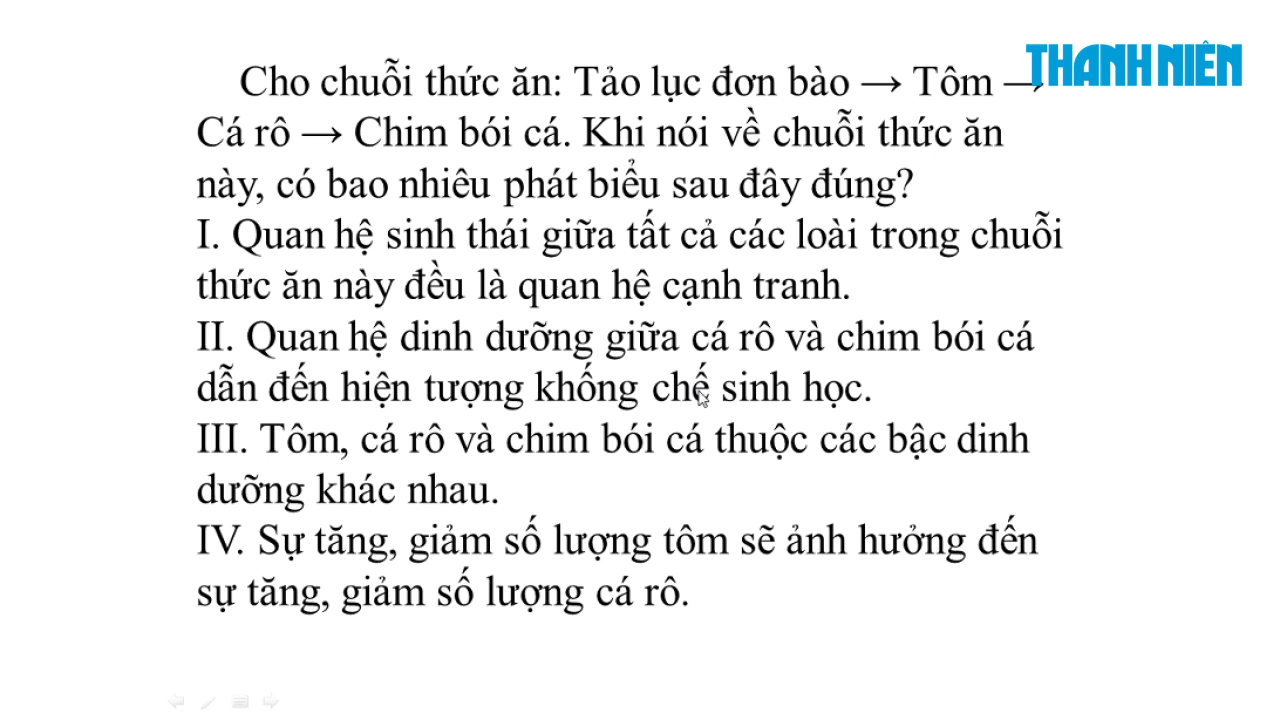 THANH NIÊN
Cho chuỗi thức ăn: Tảo lục đơn bào → Tôm →
Cá rô → Chim bói cá. Khi nói về chuỗi thức ăn
này, có bao nhiêu phát biểu sau đây đúng?
I. Quan hệ sinh thái giữa tất cả các loài trong chuỗi
thức ăn này đều là quan hệ cạnh tranh.
II. Quan hệ dinh dưỡng giữa cá rô và chim bói cá
dẫn đến hiện tượng khống chế sinh học.
III. Tôm, cá rô và chim bói cá thuộc các bậc dinh
dưỡng khác nhau.
IV. Sự tăng, giảm số lượng tôm sẽ ảnh hưởng đến
sự tăng, giảm số lượng cá rô.